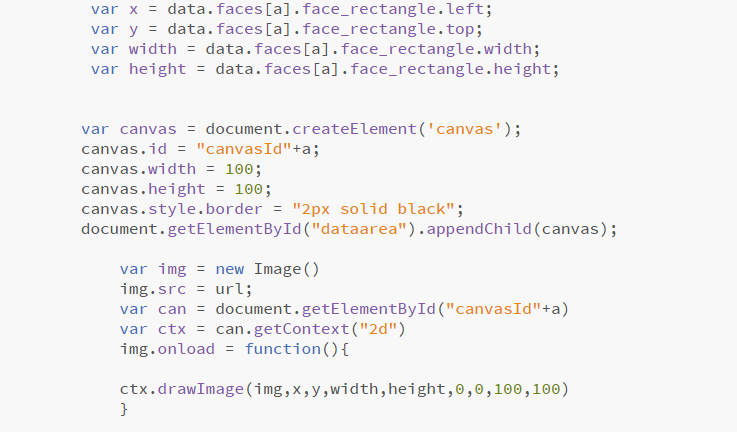 var x = data.faces[a].face_rectangle.left;
var y = data.faces[a].face_rectangle.top;
var width = data.faces[a].face_rectangle.width;
var height = data.faces[a].face_rectangle.height;
var canvas = document.createElement('canvas');
canvas.id = "canvasId"+a;
canvas.width = 100;
canvas.height = 100;
canvas.style.border = "2px solid black";
document.getElementById("dataarea").appendChild(canvas);
var img = new Image()
img.src = url;
var can = document.getElementById("canvasId"+a)
var ctx = can.getContext("2d")
img.onload = function(){
ctx.drawImage(img,x,y,width,height,0,0,100,100)
}